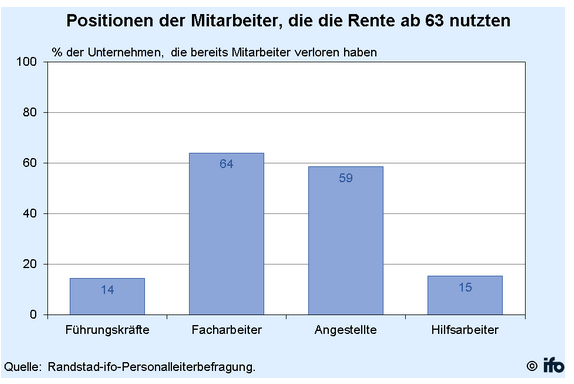 Positionen der Mitarbeiter, die die Rente ab 63 nutzten
% der Unternehmen, die bereits Mitarbeiter verloren haben
100
80
60
40
20
0
14
64
59
15
Führungskräfte Facharbeiter Angestellte Hilfsarbeiter
Quelle: Randstad-ifo-Personalleiterbefragung. © ifo